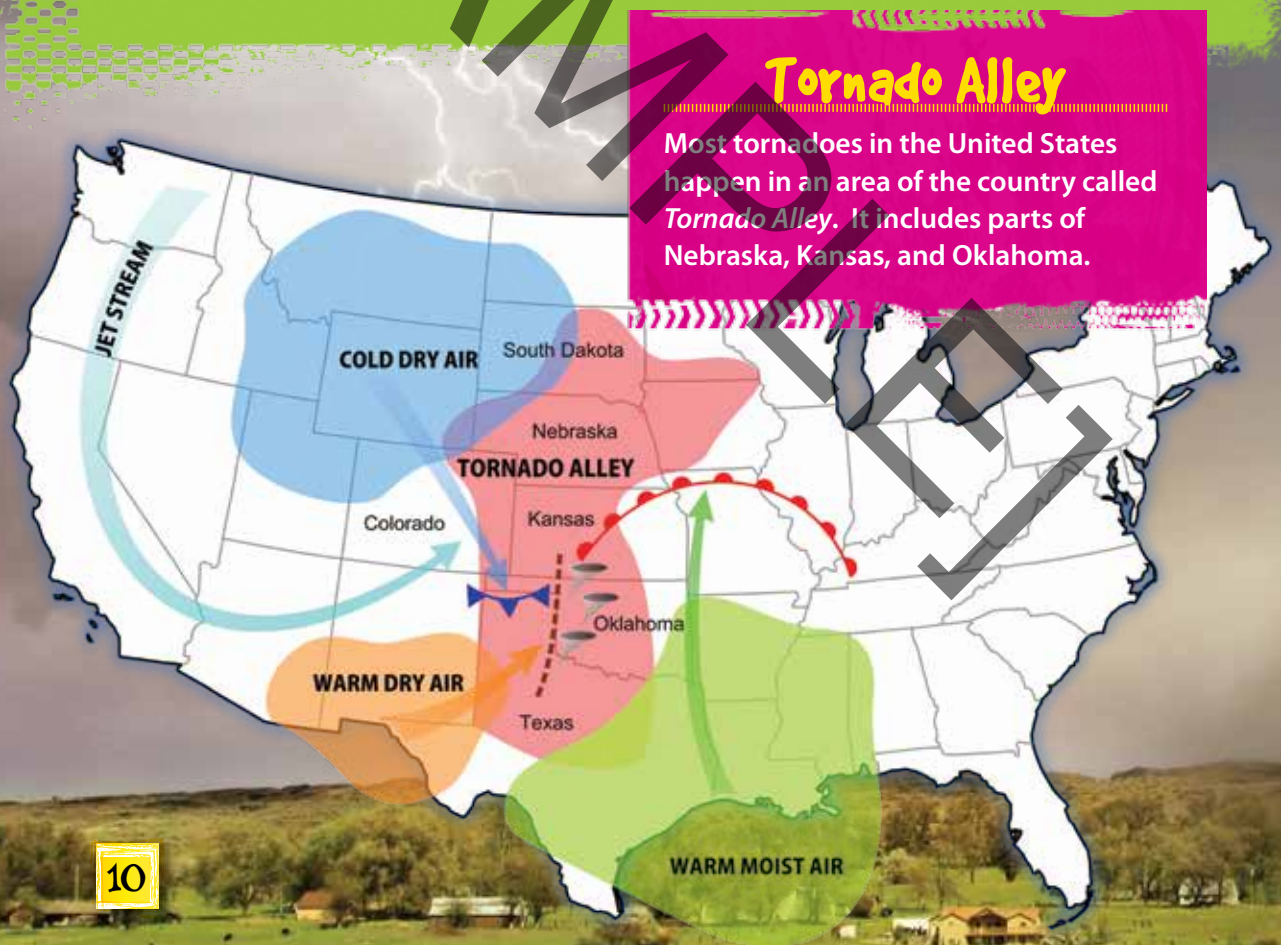 Tornado Alley
Most tornadoes in the United States
happen in an area of the country called
Tornado Alley. It includes parts of
Nebraska, Kansas, and Oklahoma.
JET STREAM
COLD DRY AIR
South Dakota
Nebraska
TORNADO ALLEY
Colorado
Kansas
Oklahoma
WARM DRY AIR
Texas
WARM MOIST AIR
10
MPLE]